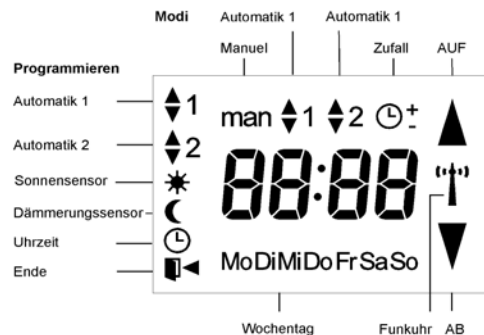 Modi Automatik 1 Automatik 1
Manuel Zufall AUF
Programmieren
Automatik 1
Automatik 2
Sonnensensor
Dämmerungssensor
Uhrzeit
Ende
1
2
man 1 2 + -
88:88
MoDiMiDoFrSaSo
Wochentag Funkuhr AB